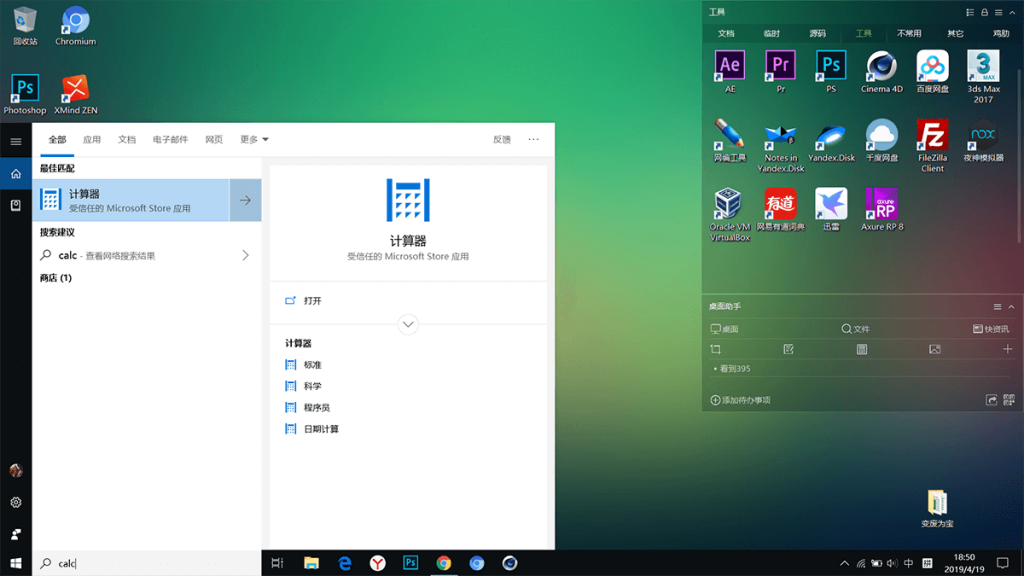 回收站
Chromium
Photoshop
XMind ZEN
全部 应用 文档 电子邮件 网页 更多 反馈 ···
最佳匹配
计算器
受信任的 Microsoft Store 应用
搜索建议
calc - 查看网络搜索结果
商店 (1)
计算器
受信任的 Microsoft Store 应用
打开
计算器
标准
科学
程序员
日期计算
calc
工具
文档 临时 源码 工具 不常用 其它 鸡肋
Ae Pr Ps
AE Pr PS Cinema 4D 百度网盘 3ds Max
2017
网编工具 Notes in
Yandex.Disk
Yandex.Disk 千度网盘 FileZilla
Client
夜神模拟器
Oracle VM
VirtualBox
有道
网易有道词典 迅雷 Axure RP 8
axure
RP
桌面助手
桌面 文件 快资讯
• 看到395
添加待办事项
变废为宝
中 拼
18:50
2019/4/19